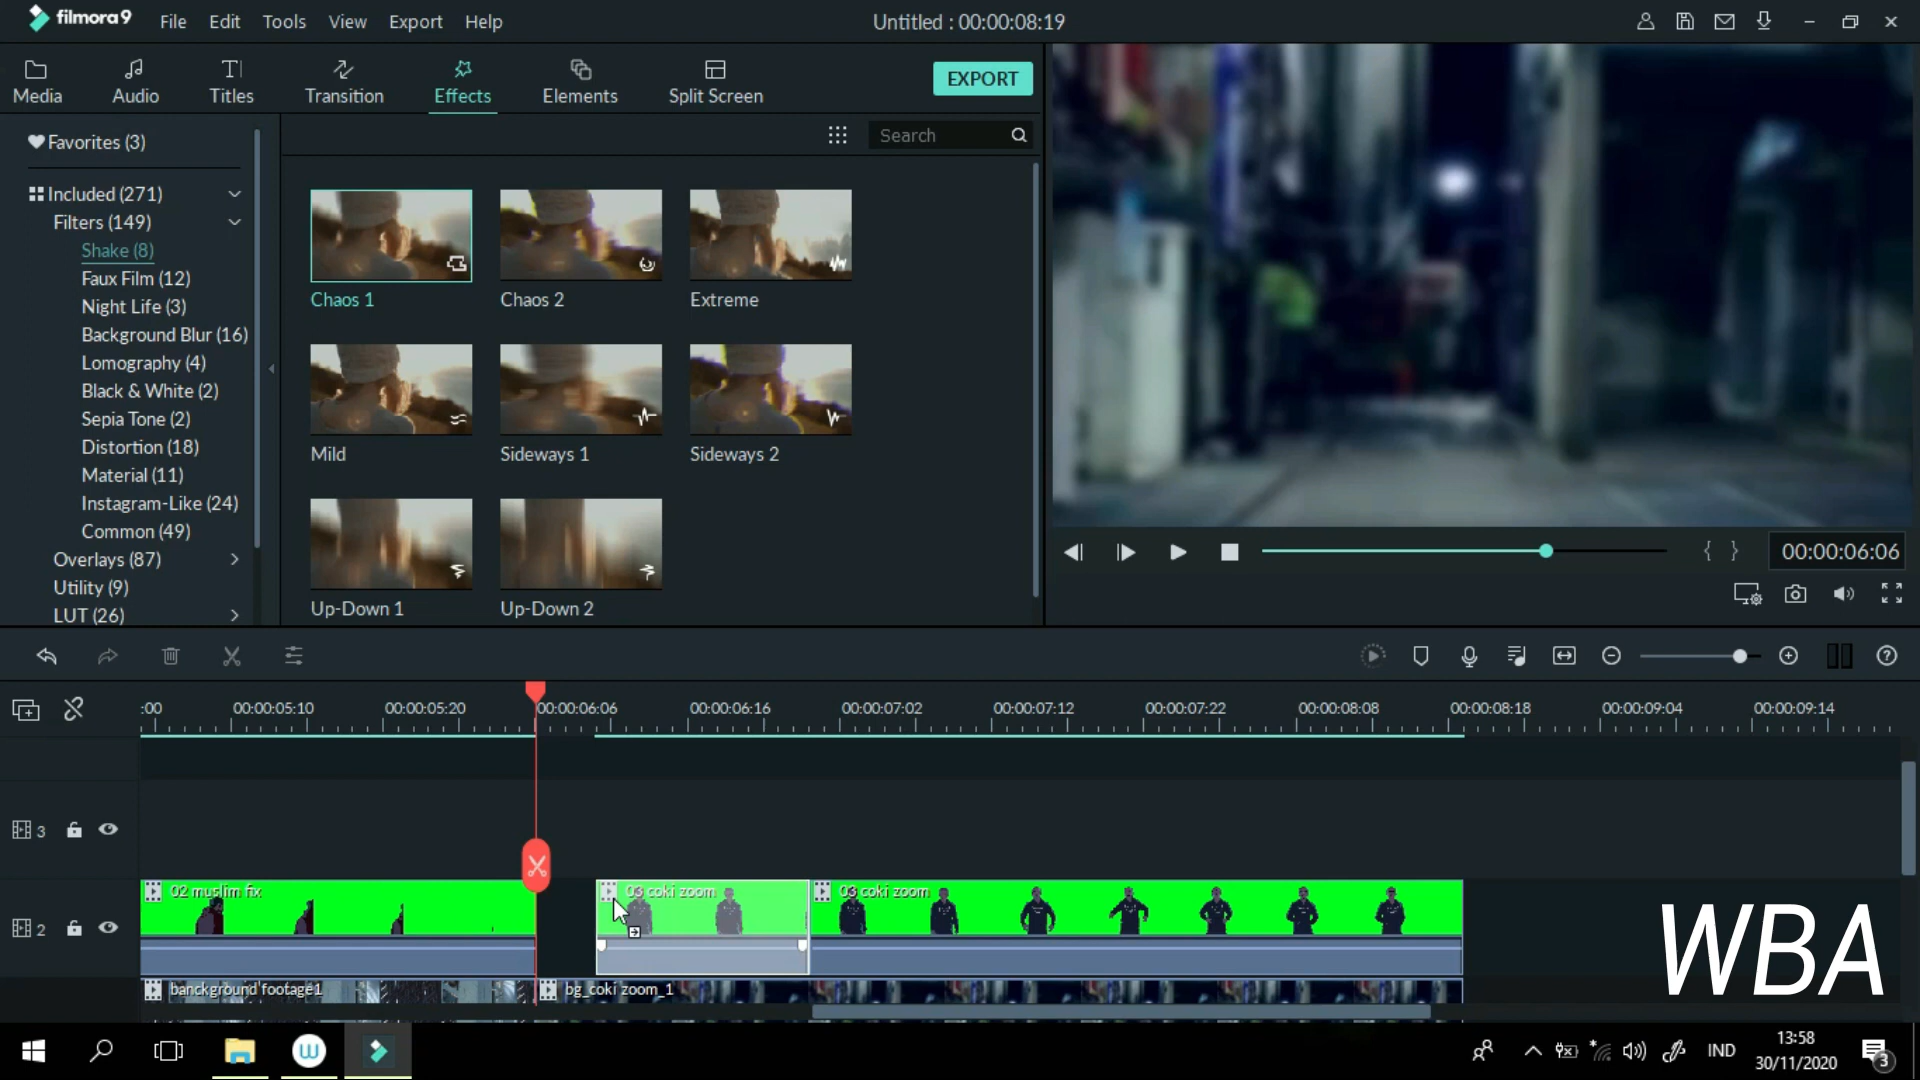 filmora9 File Edit Tools View Export Help Untitled : 00:00:08:19
Media Audio Titles Transition Effects Elements Split Screen EXPORT
Favorites (3)
Search
Included (271)
Filters (149)
Shake (8)
Faux Film (12)
Night Life (3)
Background Blur (16)
Lomography (4)
Black & White (2)
Sepia Tone (2)
Distortion (18)
Material (11)
Instagram-Like (24)
Common (49)
Overlays (87)
Utility (9)
LUT (26)
Chaos 1 Chaos 2 Extreme
Mild Sideways 1 Sideways 2
Up-Down 1 Up-Down 2
{ } 00:00:06:06
:00 00:00:05:10 00:00:05:20 00:00:06:06 00:00:06:16 00:00:07:02 00:00:07:12 00:00:07:22 00:00:08:08 00:00:08:18 00:00:09:04 00:00:09:14
3
02 muslim fix 03 coki zoom 03 coki zoom
2
banckground footage1 bg_coki zoom_1
WBA
IND
13:58
30/11/2020
3